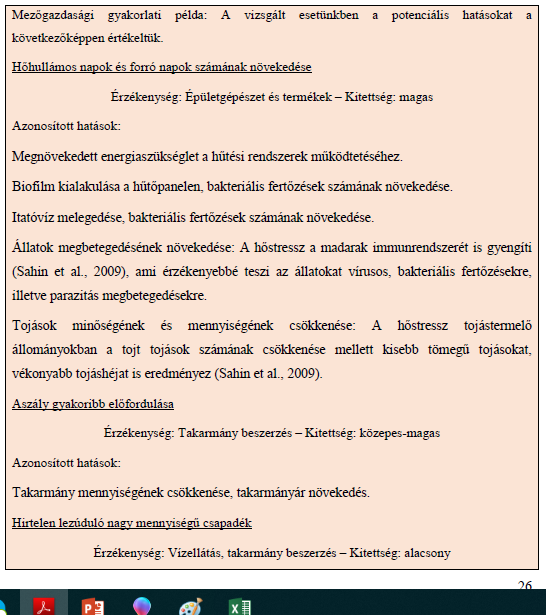 Mezőgazdasági gyakorlati példa: A vizsgált esetünkben a potenciális hatásokat a
következőképpen értékeltük.
Hőhullámos napok és forró napok számának növekedése
Érzékenység: Épületgépészet és termékek – Kitettség: magas
Azonosított hatások:
Megnövekedett energiaszükséglet a hűtési rendszerek működtetéséhez.
Biofilm kialakulása a hűtőpanelen, bakteriális fertőzések számának növekedése.
Itatóvíz melegedése, bakteriális fertőzések számának növekedése.
Állatok megbetegedésének növekedése: A hőstressz a madarak immunrendszerét is gyengíti
(Sahin et al., 2009), ami érzékenyebbé teszi az állatokat vírusos, bakteriális fertőzésekre,
illetve parazitás megbetegedésekre.
Tojások minőségének és mennyiségének csökkenése: A hőstressz tojástermelő
állományokban a tojt tojások számának csökkenése mellett kisebb tömegű tojásokat,
vékonyabb tojáshéjat is eredményez (Sahin et al., 2009).
Aszály gyakoribb előfordulása
Érzékenység: Takarmány beszerzés – Kitettség: közepes-magas
Azonosított hatások:
Takarmány mennyiségének csökkenése, takarmányár növekedés.
Hirtelen lezúduló nagy mennyiségű csapadék
Érzékenység: Vízellátás, takarmány beszerzés – Kitettség: alacsony
26